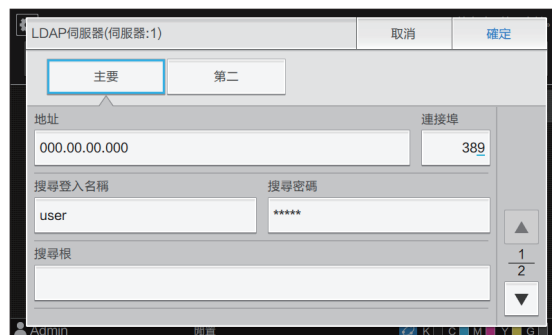 LDAP伺服器(伺服器:1) 取消 確定
主要 第二
地址 連接埠
000.00.00.000 389
搜尋登入名稱 搜尋密碼
user *****
搜尋根
1
2
Admin 閒置 K C M Y G